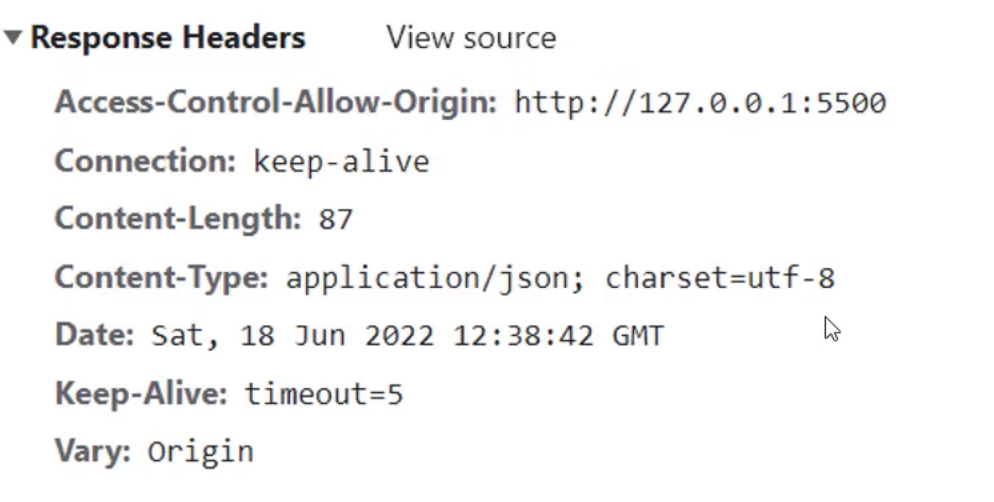 Response Headers View source
Access-Control-Allow-Origin: http://127.0.0.1:5500
Connection: keep-alive
Content-Length: 87
Content-Type: application/json; charset=utf-8
Date: Sat, 18 Jun 2022 12:38:42 GMT
Keep-Alive: timeout=5
Vary: Origin